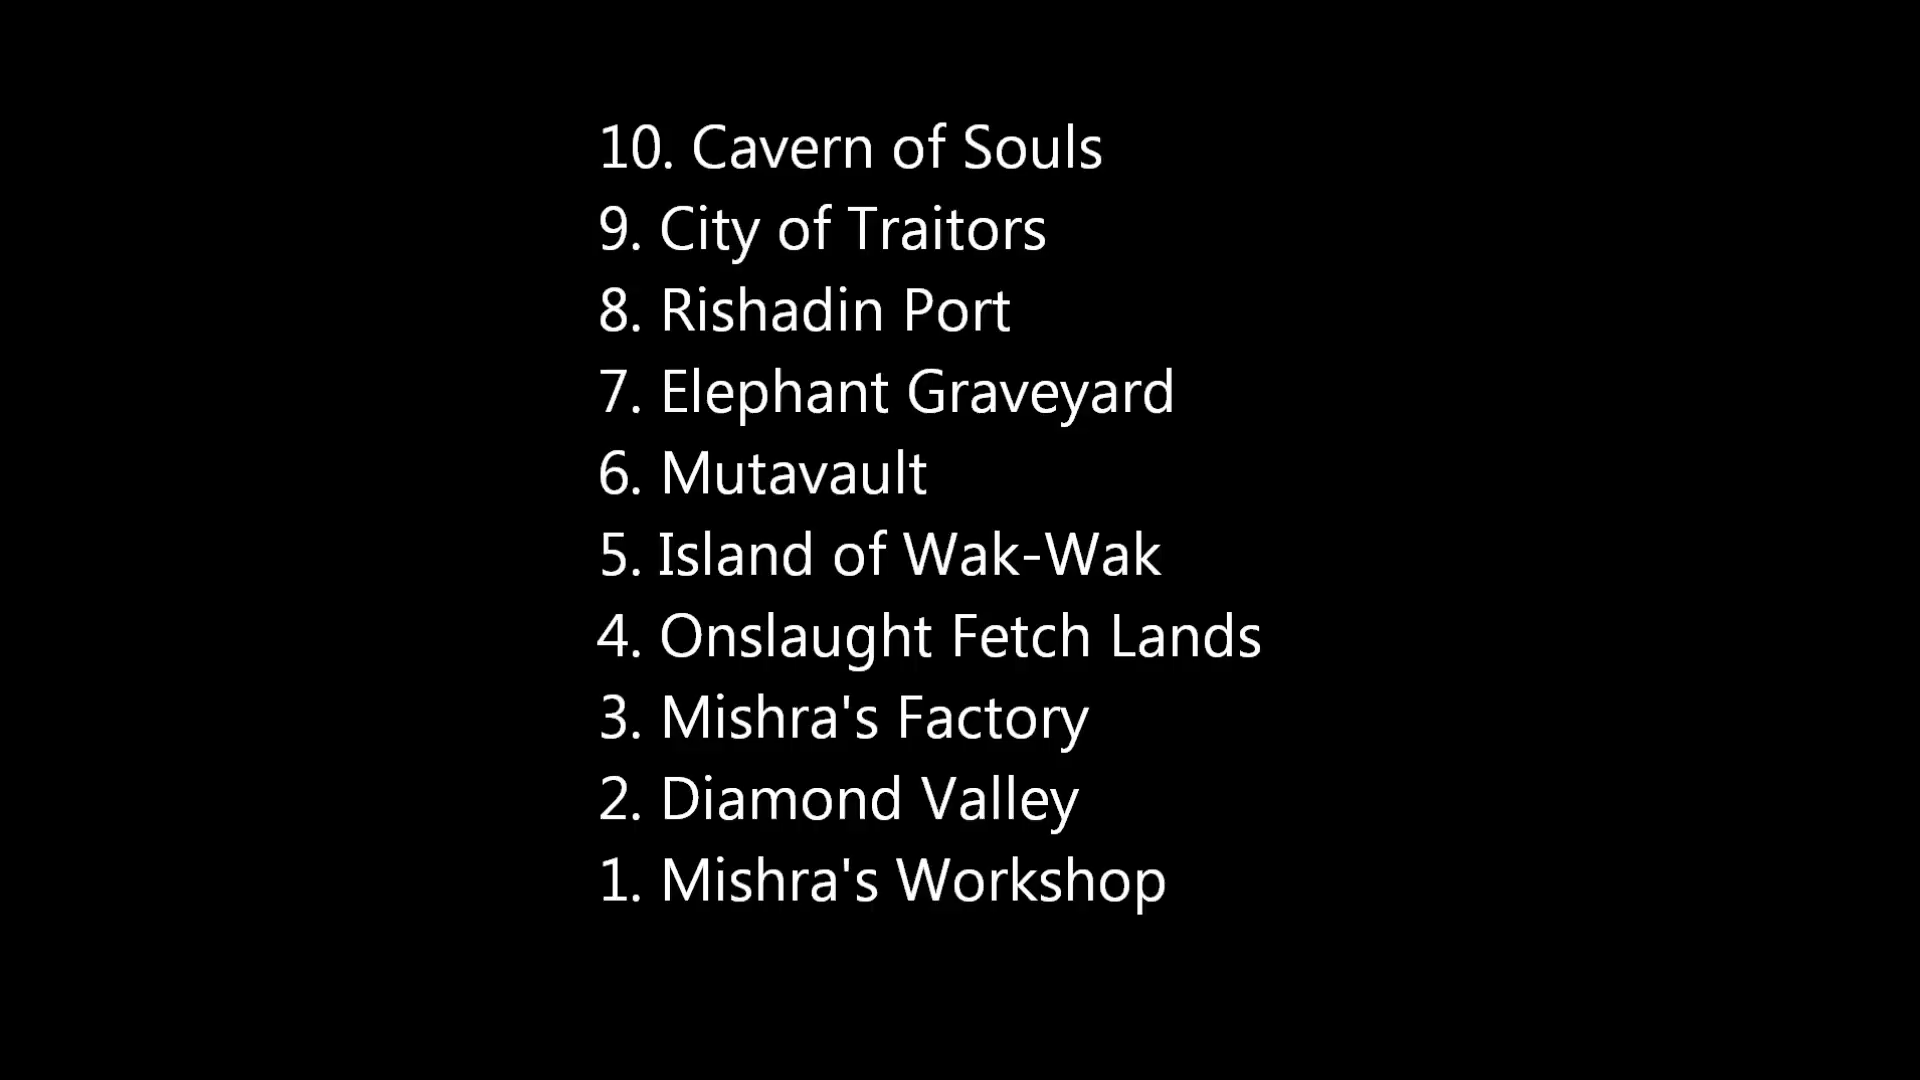 10. Cavern of Souls
9. City of Traitors
8. Rishadin Port
7. Elephant Graveyard
6. Mutavault
5. Island of Wak-Wak
4. Onslaught Fetch Lands
3. Mishra's Factory
2. Diamond Valley
1. Mishra's Workshop